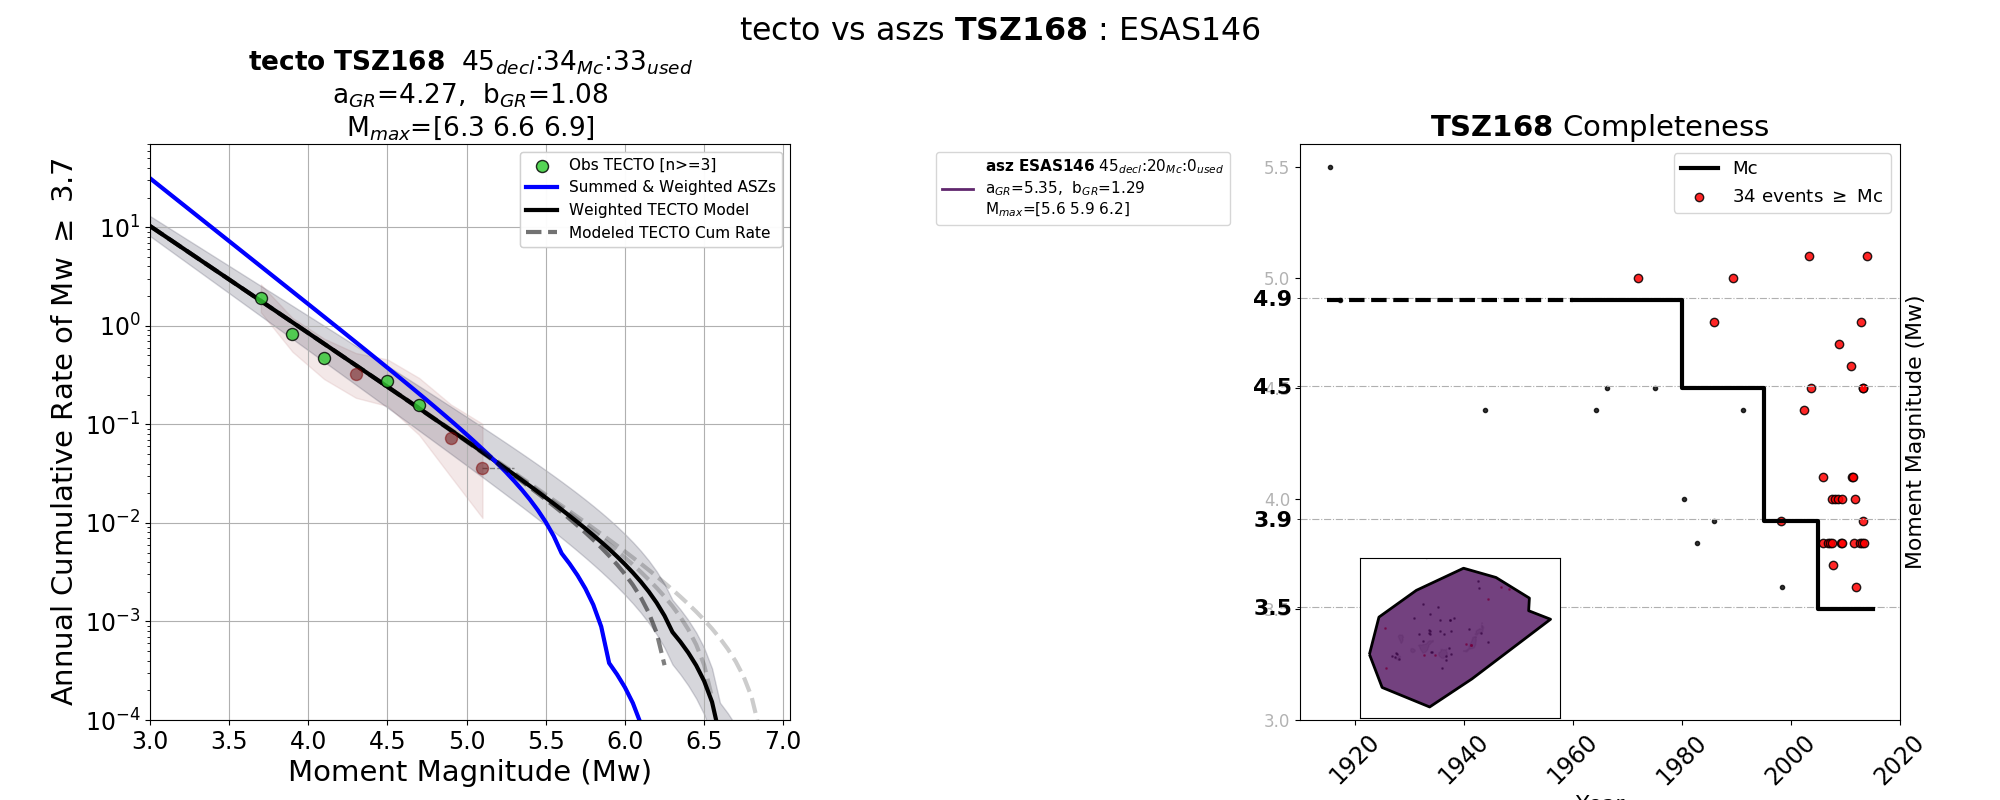 tecto vs aszs TSZ168 : ESAS146
tecto TSZ168 45decl:34Mc:33used
aGR=4.27, bGR=1.08
Mmax=[6.3 6.6 6.9]
Annual Cumulative Rate of Mw ≥ 3.7
10^1
10^0
10^−1
10^−2
10^−3
10^−4
Obs TECTO [n>=3]
Summed & Weighted ASZs
Weighted TECTO Model
Modeled TECTO Cum Rate
3.0 3.5 4.0 4.5 5.0 5.5 6.0 6.5 7.0
Moment Magnitude (Mw)
asz ESAS146 45decl:20Mc:0used
aGR=5.35, bGR=1.29
Mmax=[5.6 5.9 6.2]
TSZ168 Completeness
Mc
34 events ≥ Mc
5.5
5.0
4.9
4.5
4.0
3.9
3.5
3.0
Moment Magnitude (Mw)
1920 1940 1960 1980 2000 2020